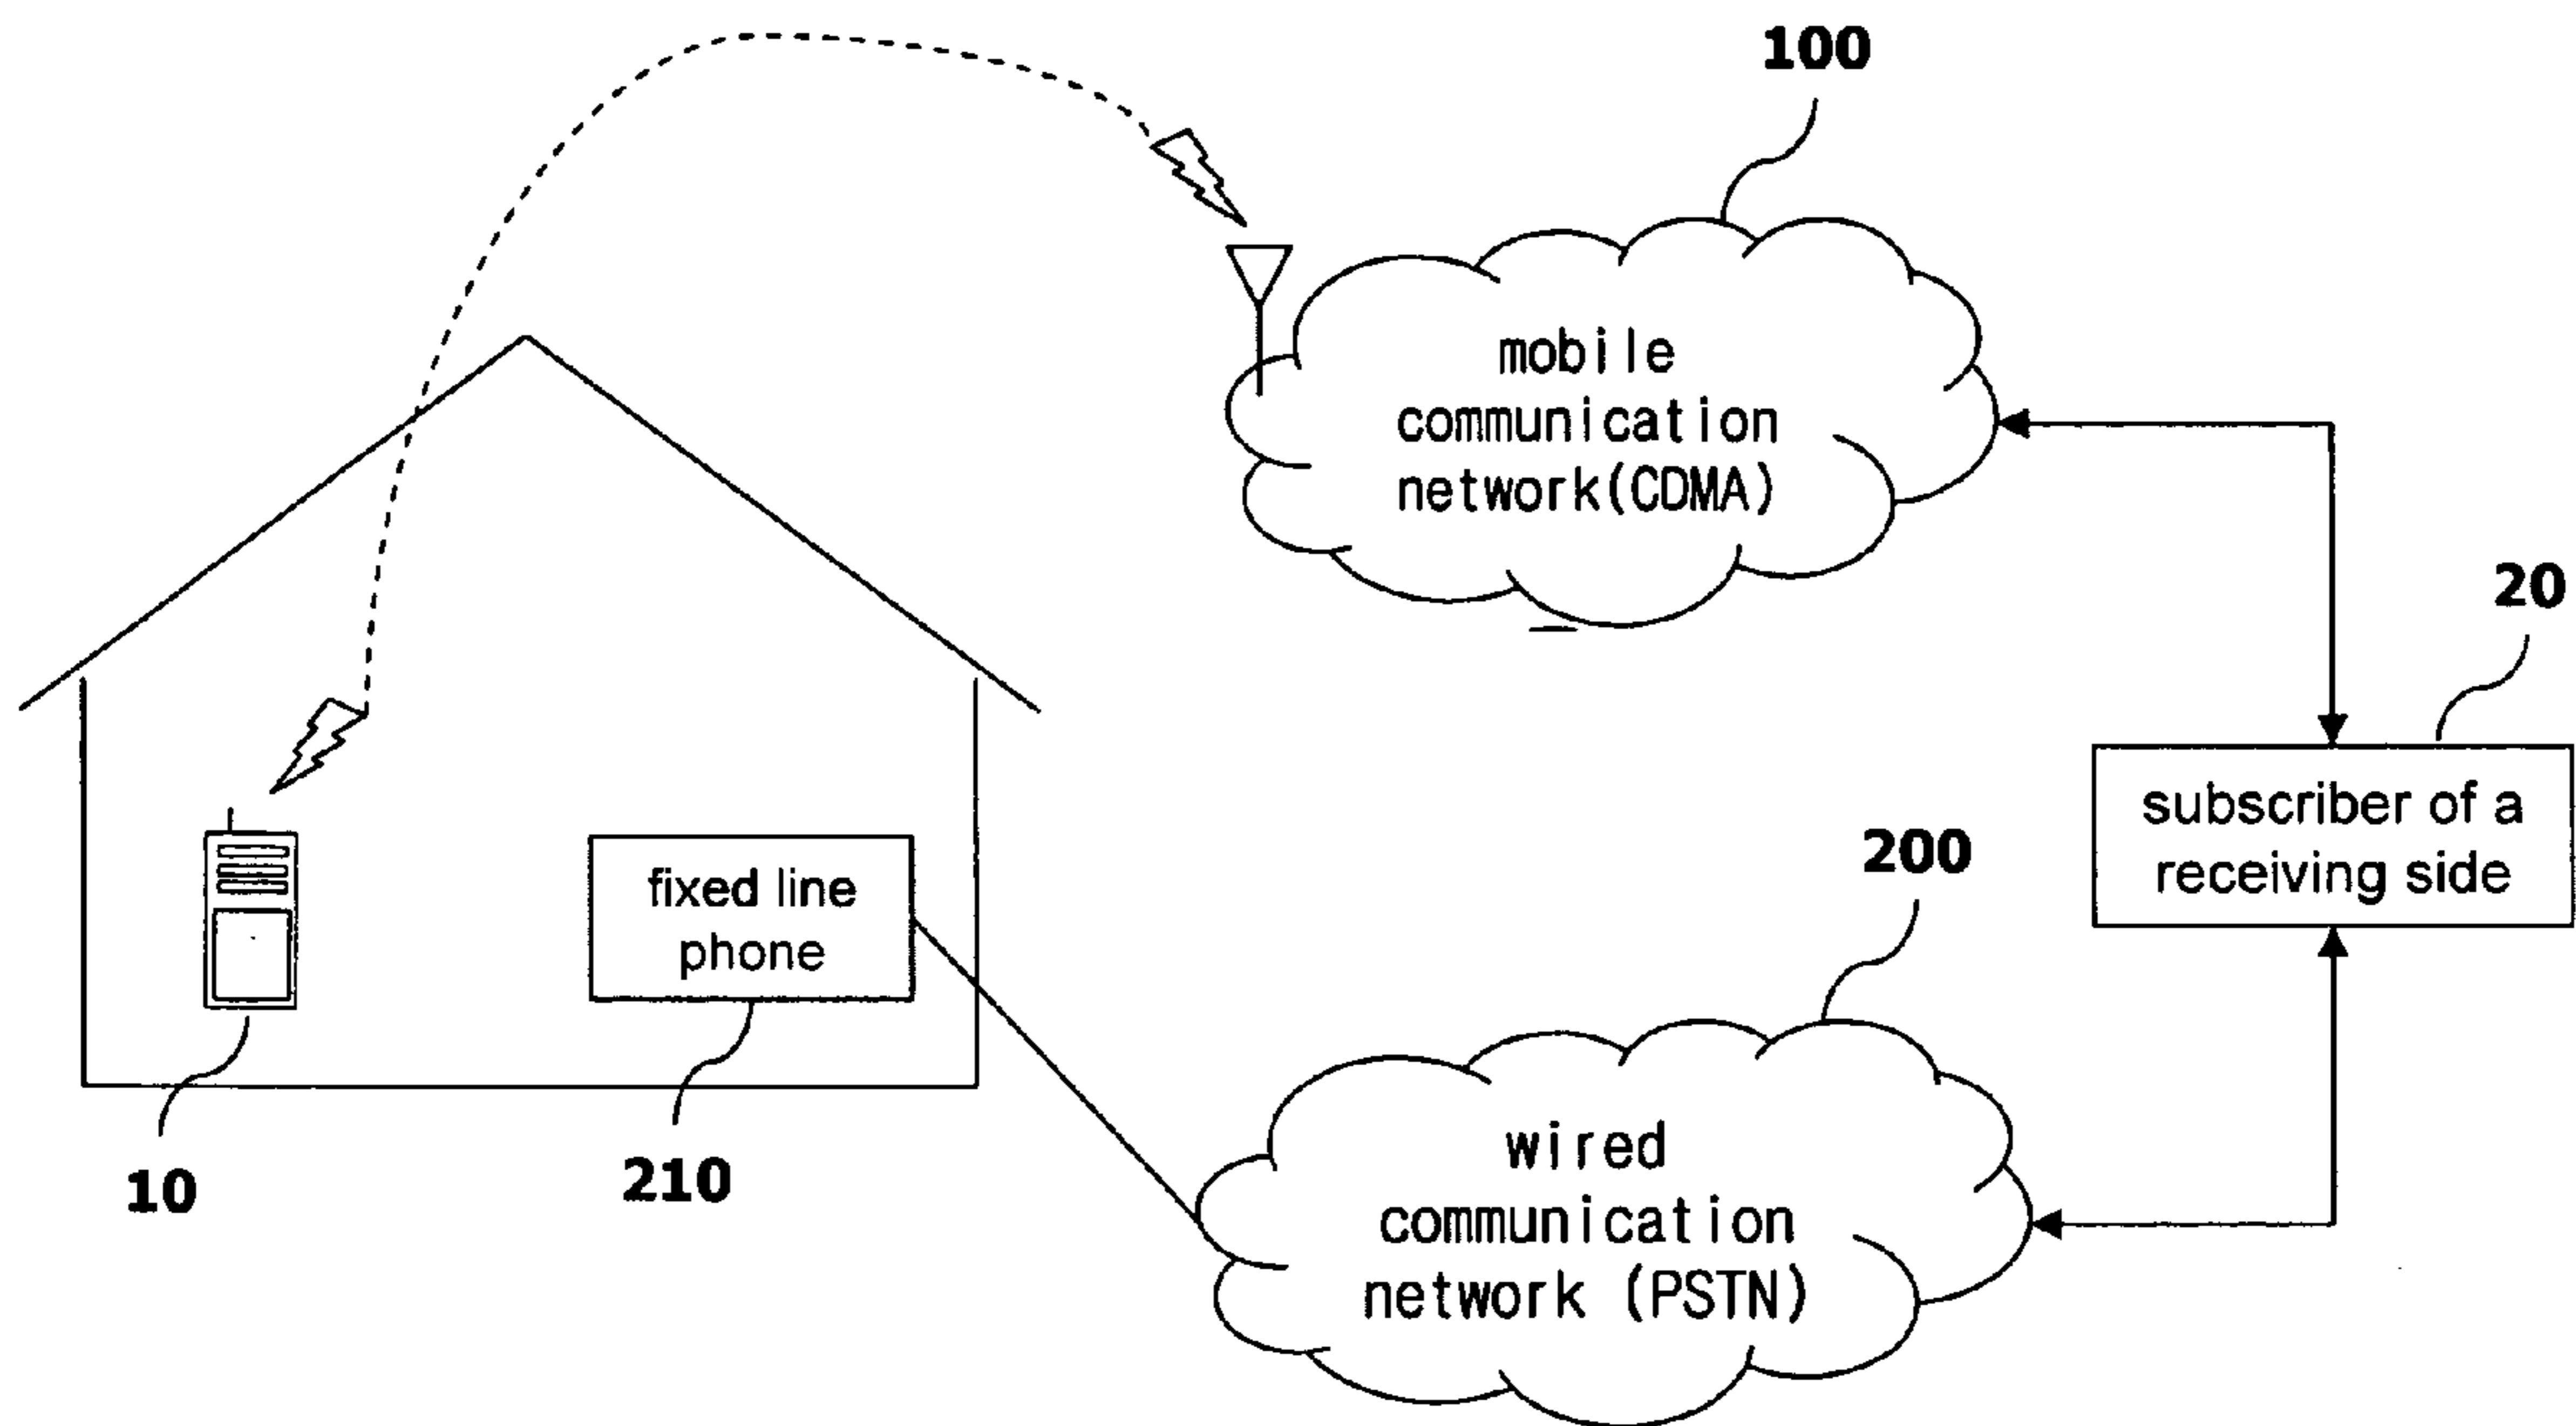 100
mobile
communication
network(CDMA)
20
subscriber of a
receiving side
200
fixed line
phone
10
210
wired
communication
network (PSTN)